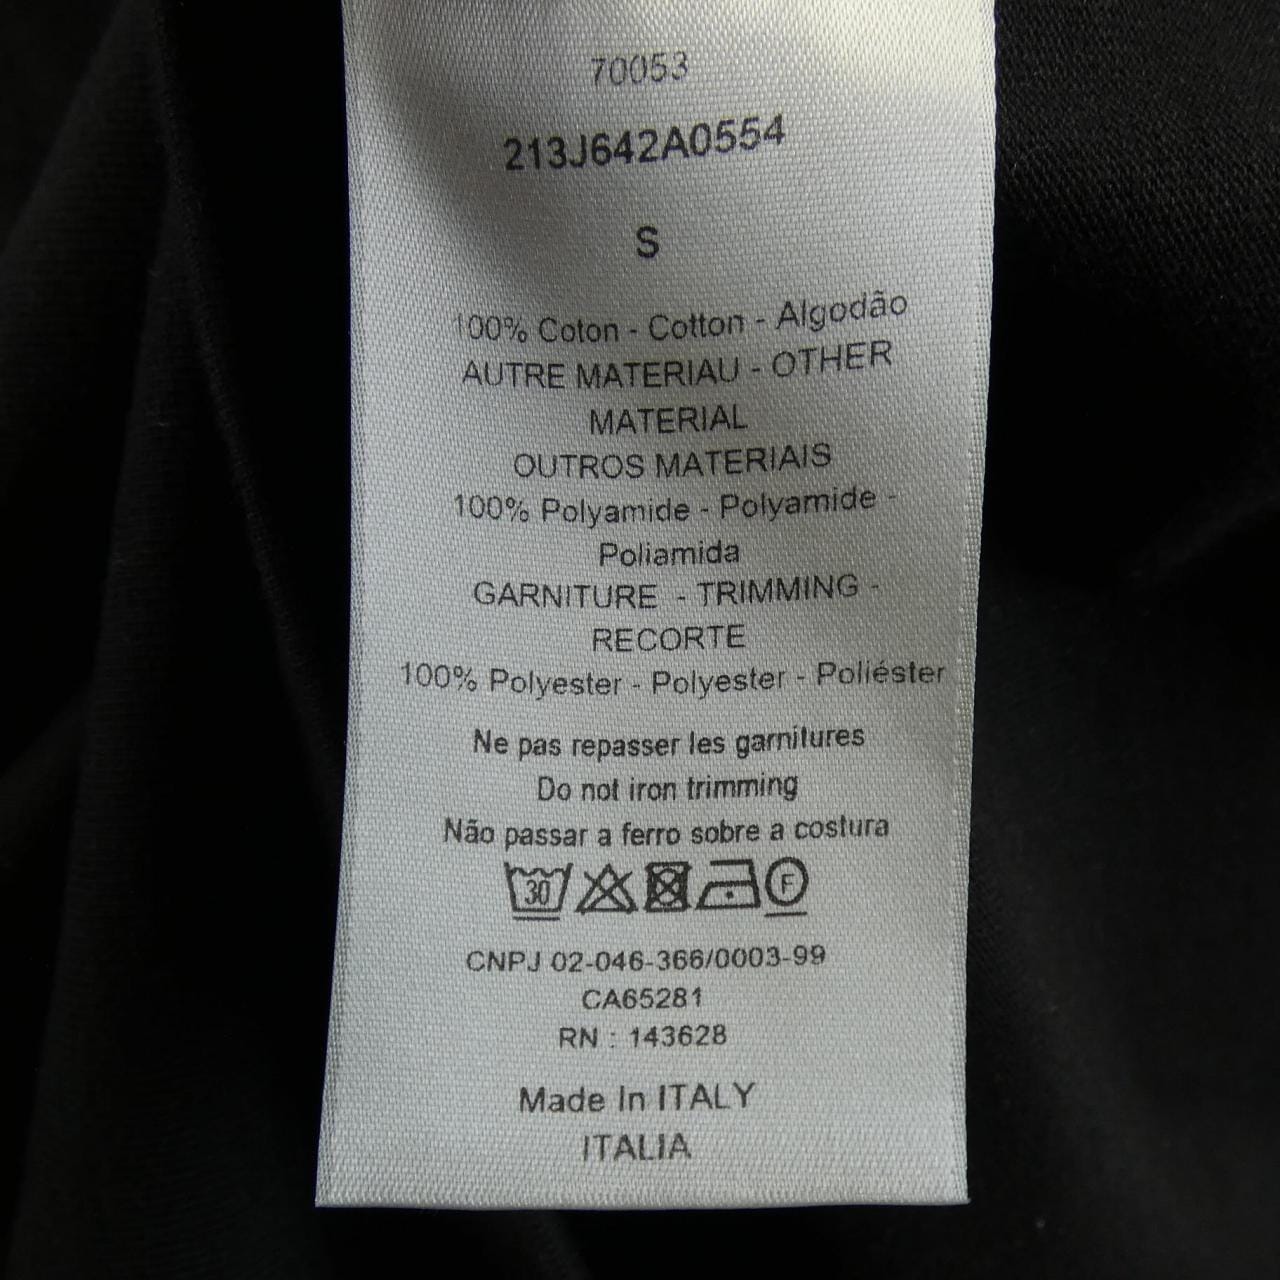 70053
213J642A0554
S
100% Coton - Cotton - Algodão
AUTRE MATERIAU - OTHER
MATERIAL
OUTROS MATERIAIS
100% Polyamide - Polyamide -
Poliamida
GARNITURE - TRIMMING -
RECORTE
100% Polyester - Polyester - Poliéster
Ne pas repasser les garnitures
Do not iron trimming
Não passar a ferro sobre a costura
30 F
CNPJ 02-046-366/0003-99
CA65281
RN : 143628
Made In ITALY
ITALIA